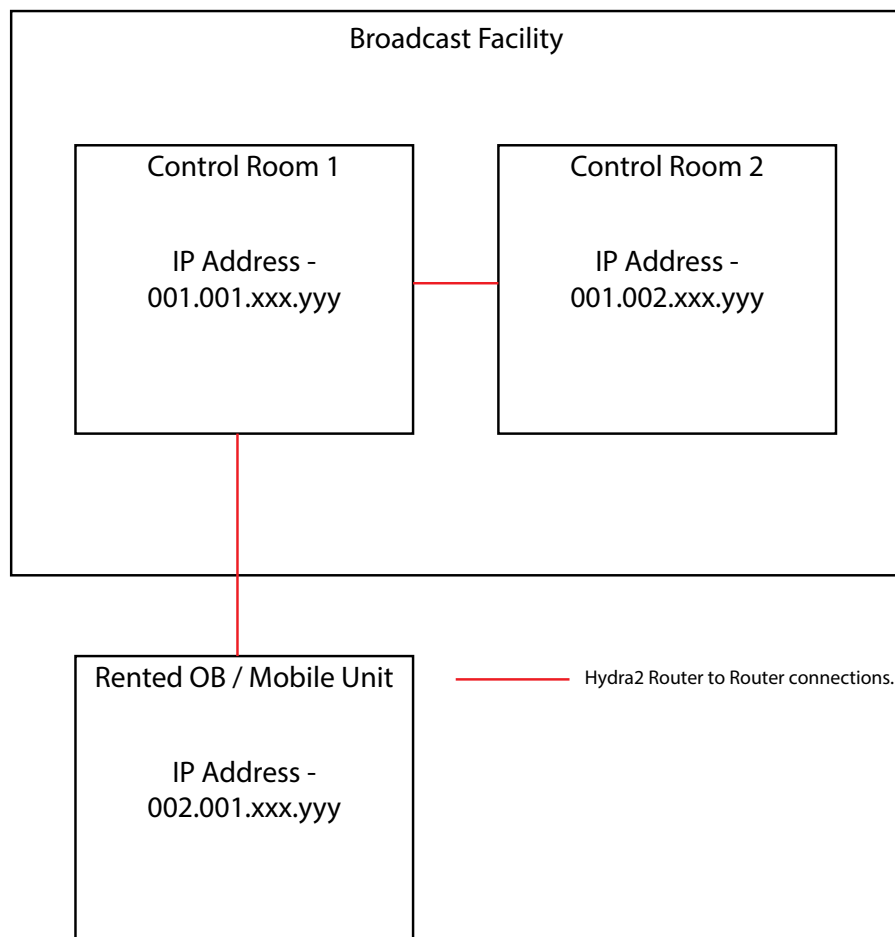 Broadcast Facility
Control Room 1
IP Address -
001.001.xxx.yyy
Control Room 2
IP Address -
001.002.xxx.yyy
Rented OB / Mobile Unit
IP Address -
002.001.xxx.yyy
Hydra2 Router to Router connections.